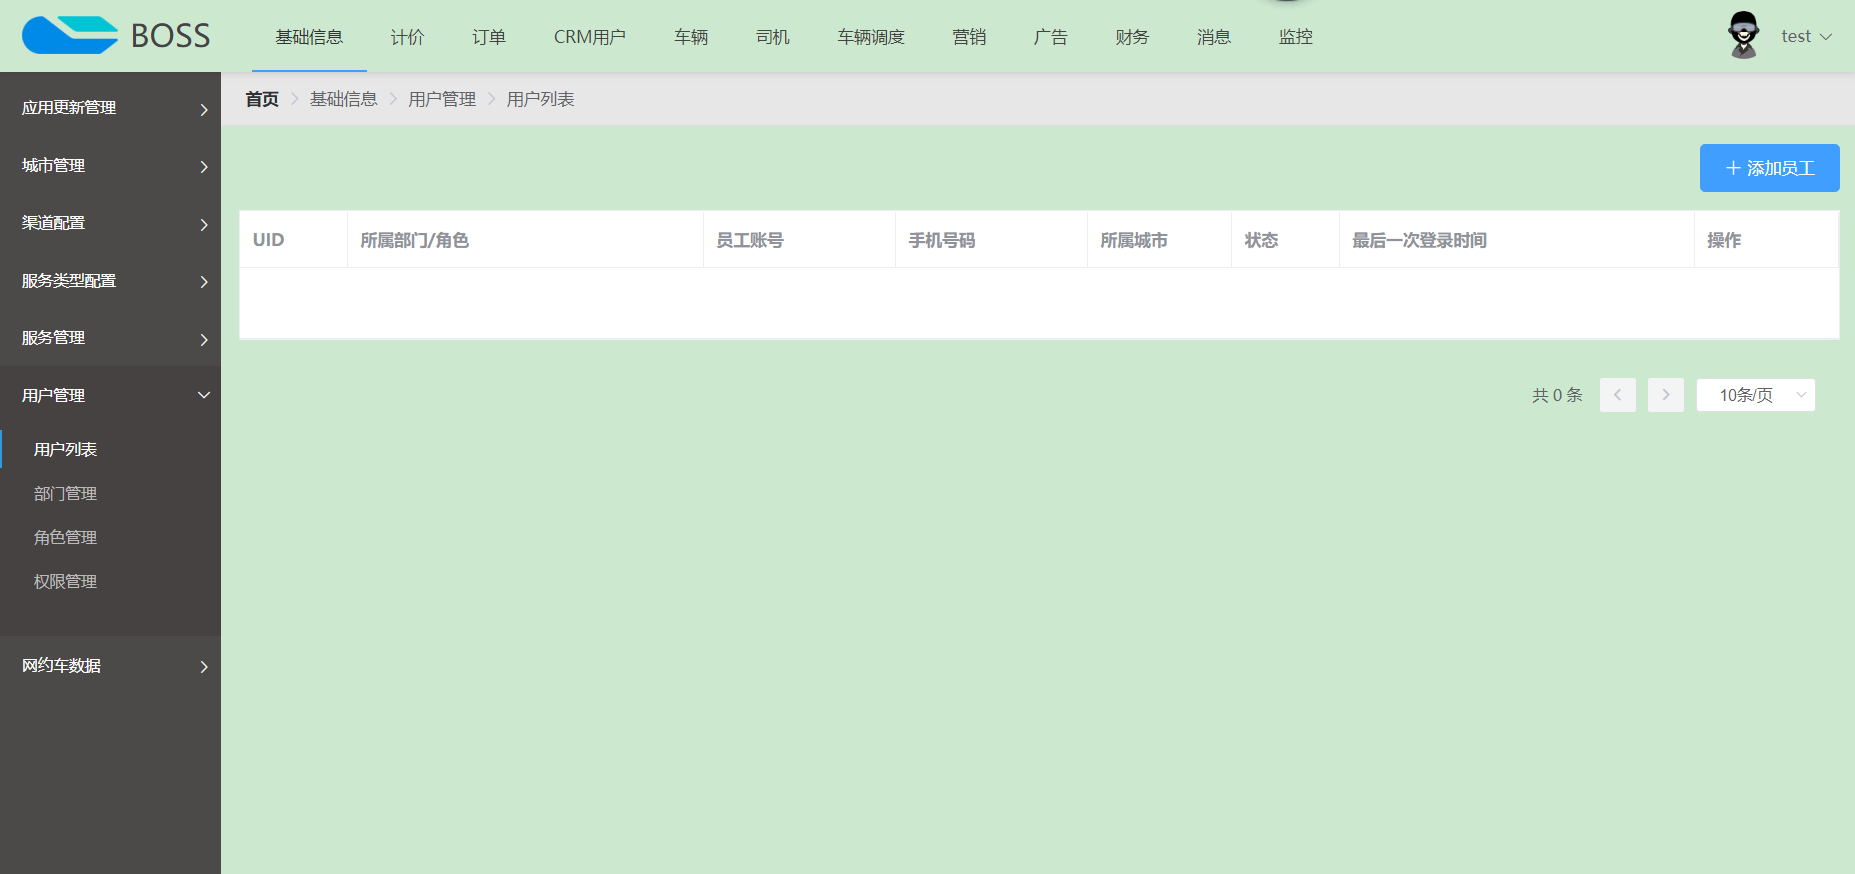 BOSS
基础信息 计价 订单 CRM用户 车辆 司机 车辆调度 营销 广告 财务 消息 监控
test
应用更新管理
城市管理
渠道配置
服务类型配置
服务管理
用户管理
用户列表
部门管理
角色管理
权限管理
网约车数据
首页 基础信息 用户管理 用户列表
添加员工
UID 所属部门/角色 员工账号 手机号码 所属城市 状态 最后一次登录时间 操作
共 0 条 10条/页